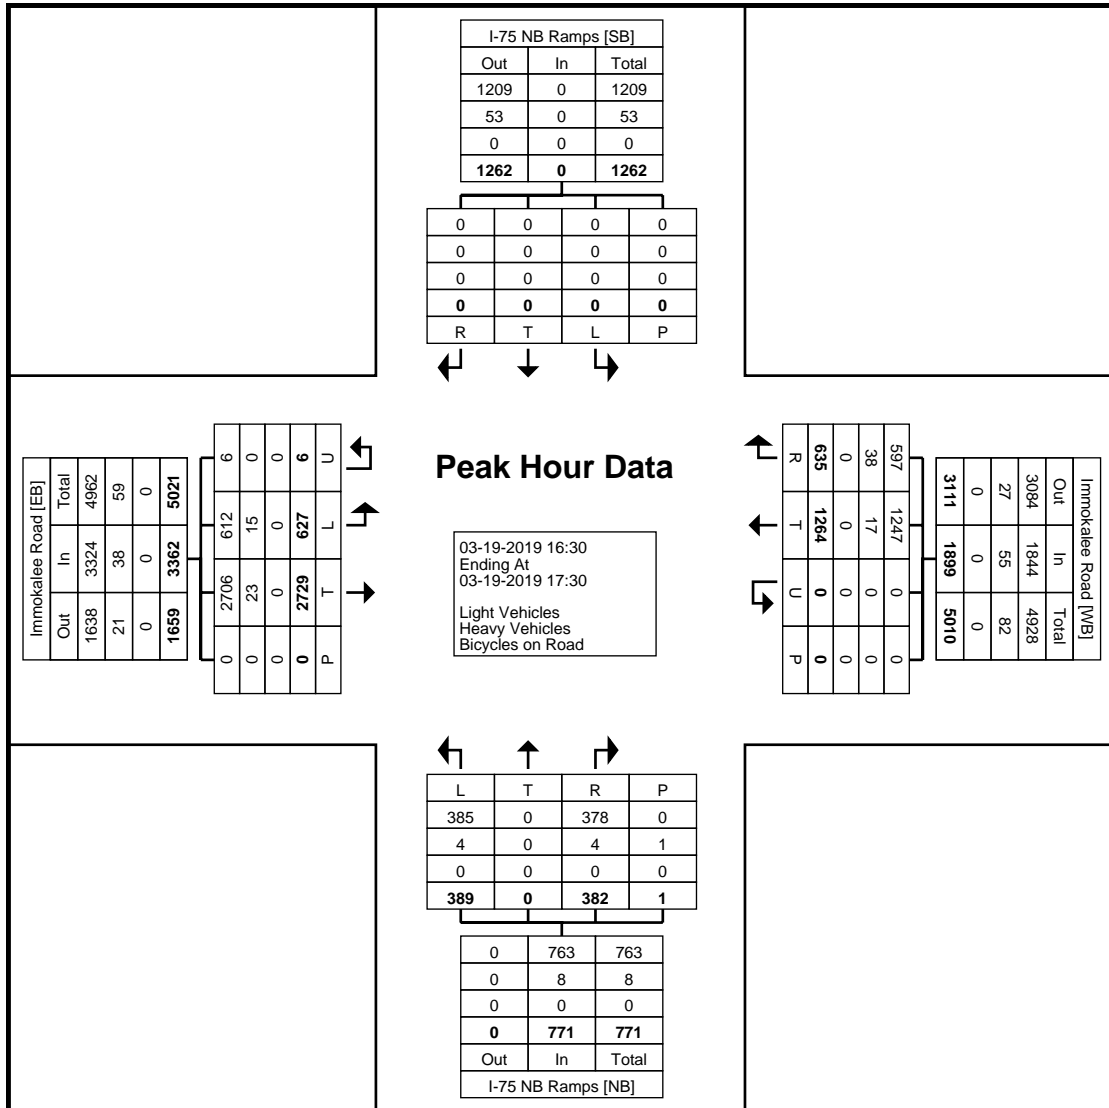 I-75 NB Ramps [SB]
Out In Total
1209 0 1209
53 0 53
0 0 0
1262 0 1262
0 0 0 0
0 0 0 0
0 0 0 0
0 0 0 0
R T L P
Immokalee Road [EB]
Out In Total
1638 3324 4962
21 38 59
0 0 0
1659 3362 5021
0 2706 612 6
0 23 15 0
0 0 0 0
0 2729 627 6
P T L U
Peak Hour Data
03-19-2019 16:30
Ending At
03-19-2019 17:30
Light Vehicles
Heavy Vehicles
Bicycles on Road
Immokalee Road [WB]
Out In Total
3084 1844 4928
27 55 82
0 0 0
3111 1899 5010
597 1247 0 0
38 17 0 0
0 0 0 0
635 1264 0 0
R T U P
L T R P
385 0 378 0
4 0 4 1
0 0 0 0
389 0 382 1
0 763 763
0 8 8
0 0 0
0 771 771
Out In Total
I-75 NB Ramps [NB]